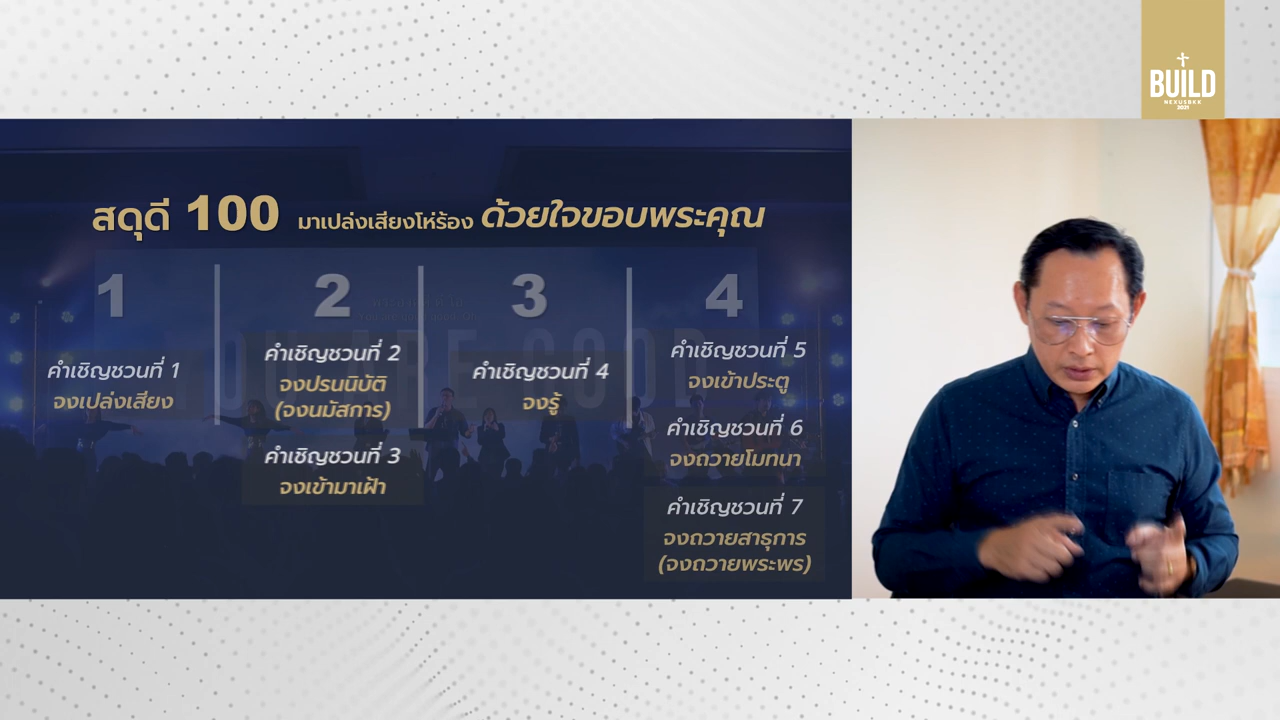 BUILD
NEXUSBKK
2021
สดุดี 100 มาเปล่งเสียงโห่ร้อง ด้วยใจขอบพระคุณ
1
คำเชิญชวนที่ 1
จงเปล่งเสียง
2
คำเชิญชวนที่ 2
จงปรนนิบัติ
(จงนมัสการ)
คำเชิญชวนที่ 3
จงเข้ามาเฝ้า
3
คำเชิญชวนที่ 4
จงรู้
4
คำเชิญชวนที่ 5
จงเข้าประตู
คำเชิญชวนที่ 6
จงถวายโมทนา
คำเชิญชวนที่ 7
จงถวายสาธุการ
(จงถวายพระพร)